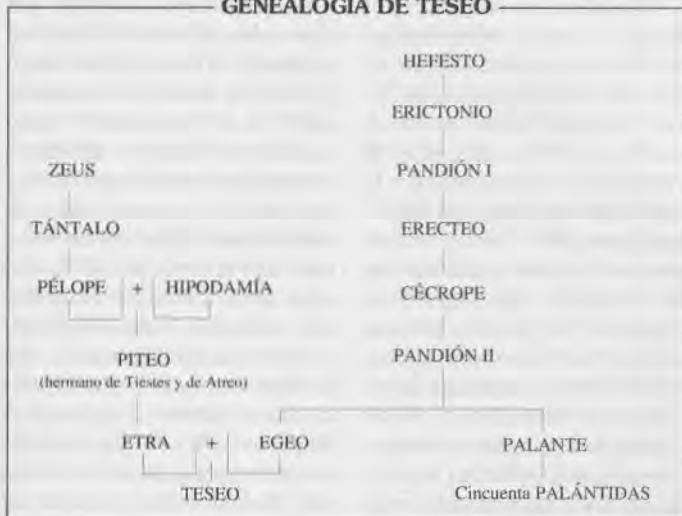 GENEALOGÍA DE TESEO
HEFESTO
ERICTONIO
ZEUS
PANDIÓN I
TÁNTALO
ERECTEO
PÉLOPE + HIPODAMÍA
CÉCROPE
PITEO
PANDIÓN II
(hermano de Tiestes y de Atreo)
ETRA + EGEO
PALANTE
TESEO
Cincuenta PALÁNTIDAS